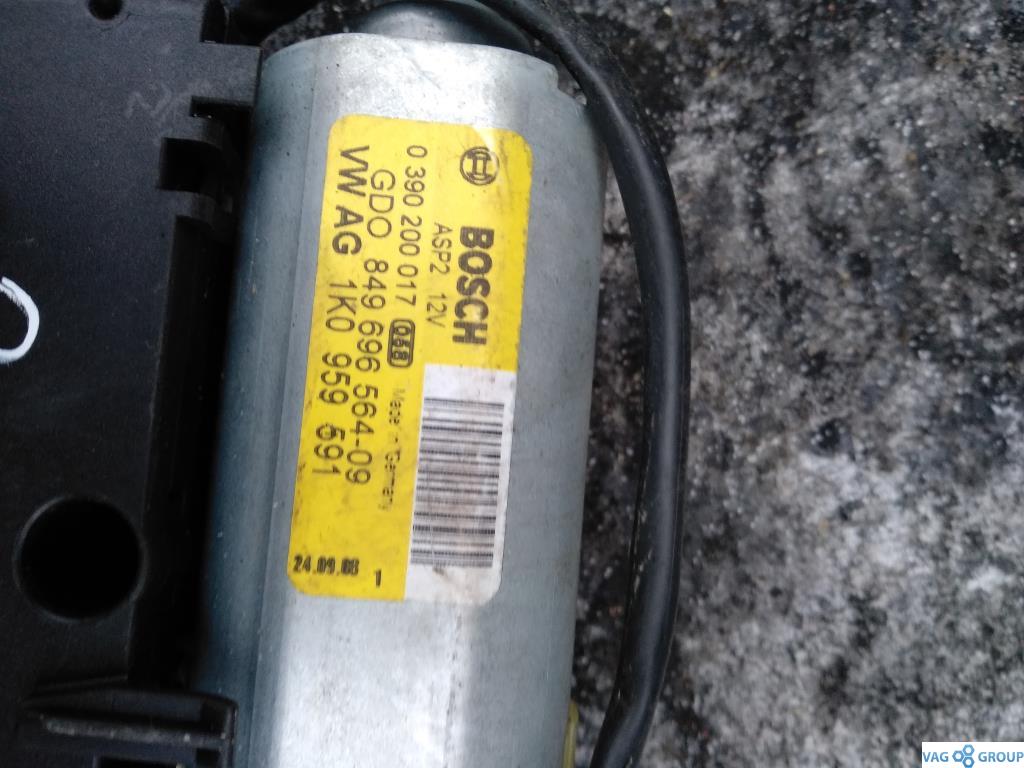 BOSCH
ASP2 12V
0 390 200 017 068
Made in Germany
GDO 849 696 564-09
VW AG 1K0 959 591
24.09.08 1
VAG GROUP